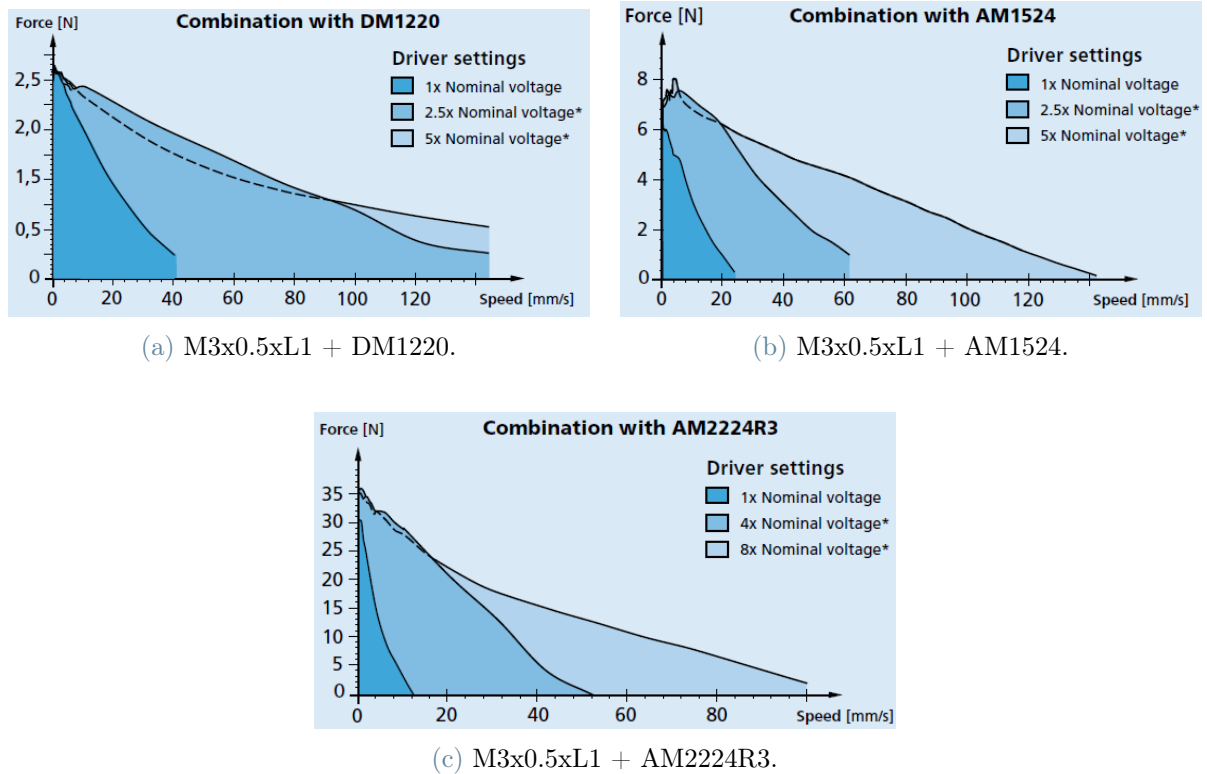 Force [N]
Combination with DM1220
Driver settings
1x Nominal voltage
2.5x Nominal voltage*
5x Nominal voltage*
2,5
2,0
0,5
0
0 20 40 60 80 100 120 Speed [mm/s]
(a) M3x0.5xL1 + DM1220.
Force [N]
Combination with AM1524
Driver settings
1x Nominal voltage
2.5x Nominal voltage*
5x Nominal voltage*
8
6
4
2
0
0 20 40 60 80 100 120 Speed [mm/s]
(b) M3x0.5xL1 + AM1524.
Force [N]
Combination with AM2224R3
Driver settings
1x Nominal voltage
4x Nominal voltage*
8x Nominal voltage*
35
30
25
20
15
10
5
0
0 20 40 60 80 Speed [mm/s]
(c) M3x0.5xL1 + AM2224R3.